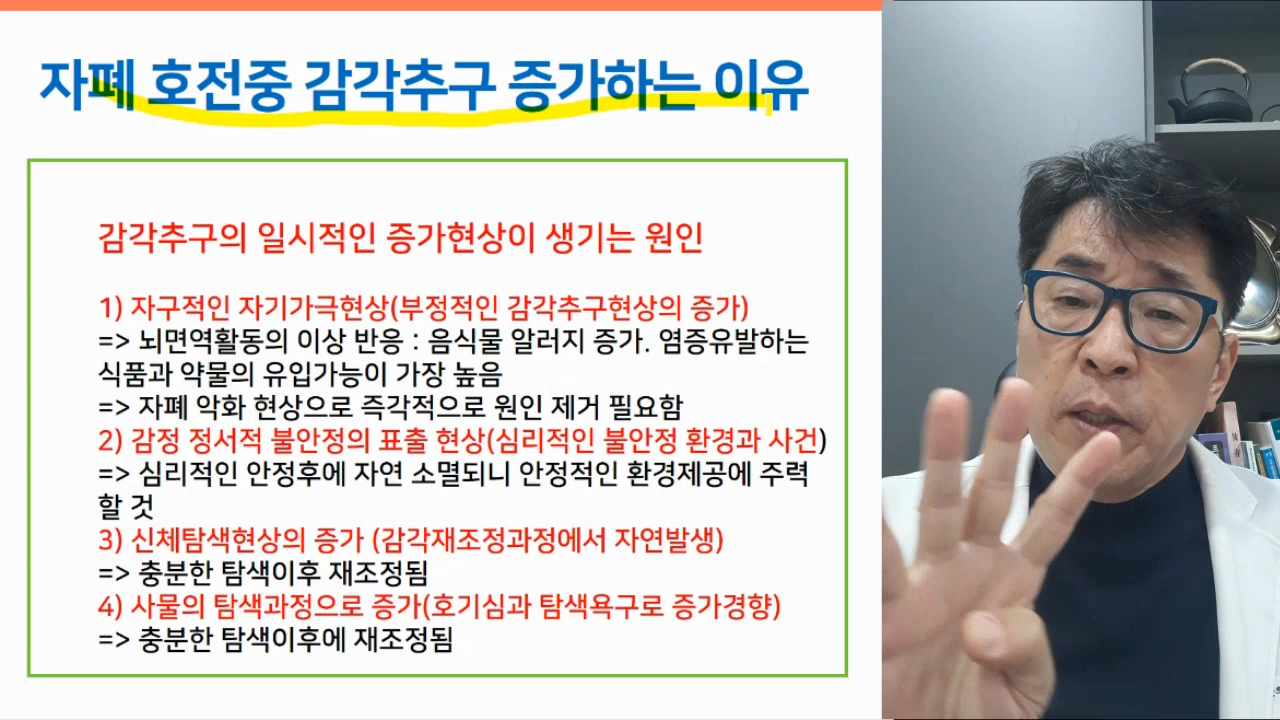 자폐 호전중 감각추구 증가하는 이유
감각추구의 일시적인 증가현상이 생기는 원인
1) 자구적인 자기가극현상(부정적인 감각추구현상의 증가)
=> 뇌면역활동의 이상 반응 : 음식물 알러지 증가. 염증유발하는
식품과 약물의 유입가능이 가장 높음
=> 자폐 악화 현상으로 즉각적으로 원인 제거 필요함
2) 감정 정서적 불안정의 표출 현상(심리적인 불안정 환경과 사건)
=> 심리적인 안정후에 자연 소멸되니 안정적인 환경제공에 주력
할 것
3) 신체탐색현상의 증가 (감각재조정과정에서 자연발생)
=> 충분한 탐색이후 재조정됨
4) 사물의 탐색과정으로 증가(호기심과 탐색욕구로 증가경향)
=> 충분한 탐색이후에 재조정됨